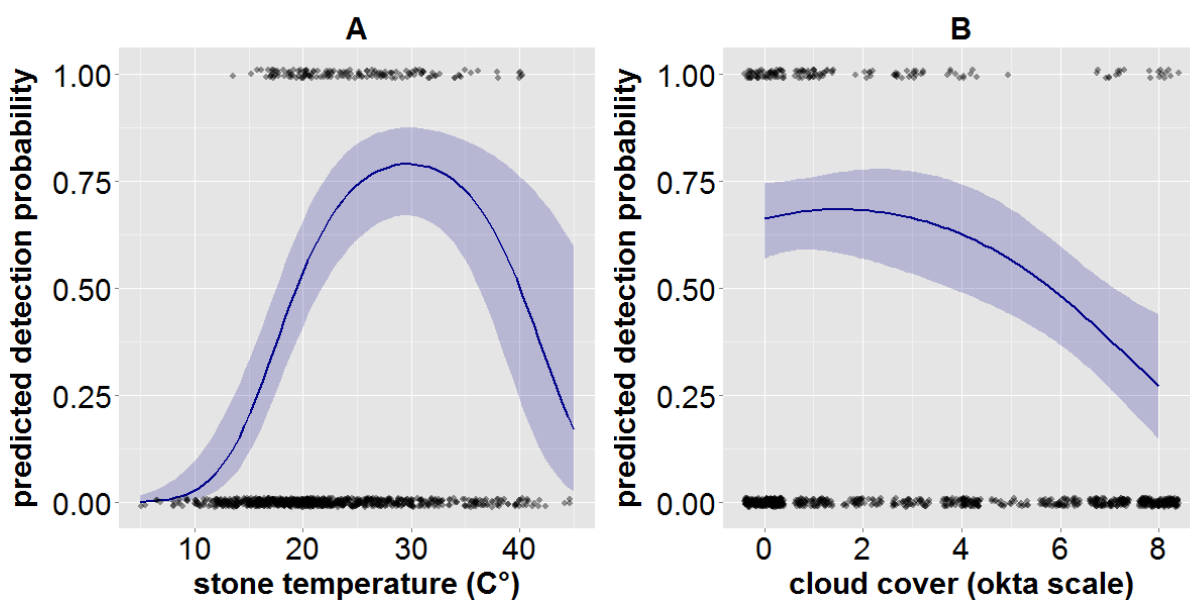 A
predicted detection probability
1.00
0.75
0.50
0.25
0.00
10 20 30 40
stone temperature (C°)
B
predicted detection probability
1.00
0.75
0.50
0.25
0.00
0 2 4 6 8
cloud cover (okta scale)